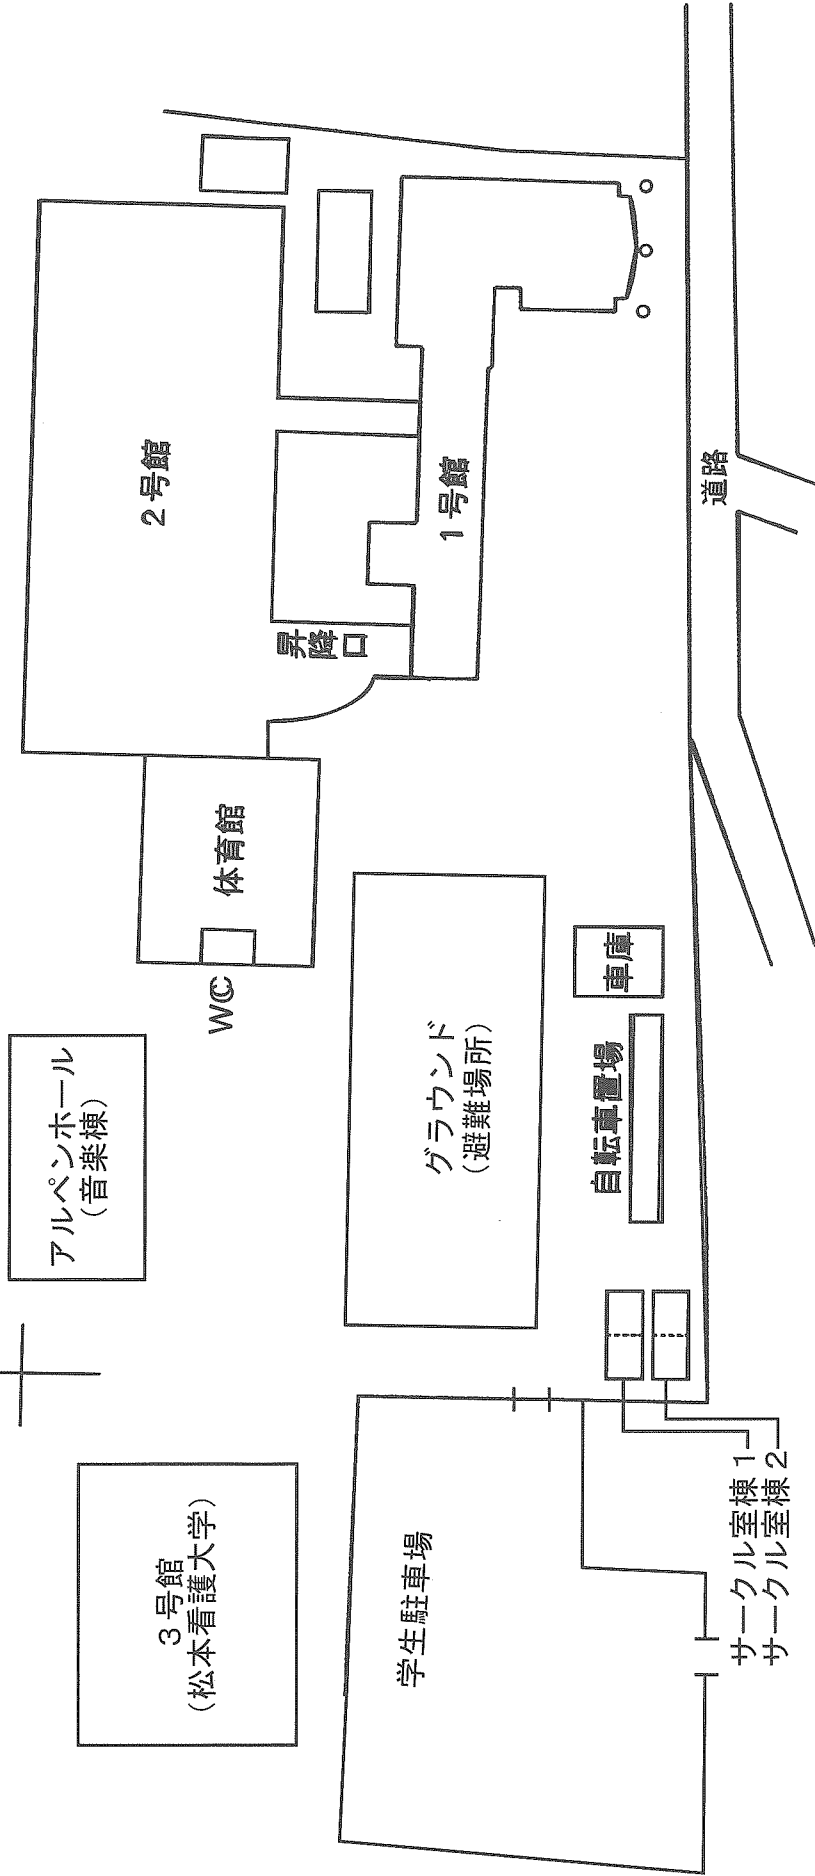 アルペンホール
（音楽棟）
3号館
（松本看護大学）
2号館
体育館
WC
昇降口
1号館
グラウンド
（避難場所）
学生駐車場
車庫
自転車置場
道路
サークル室棟 1
サークル室棟 2